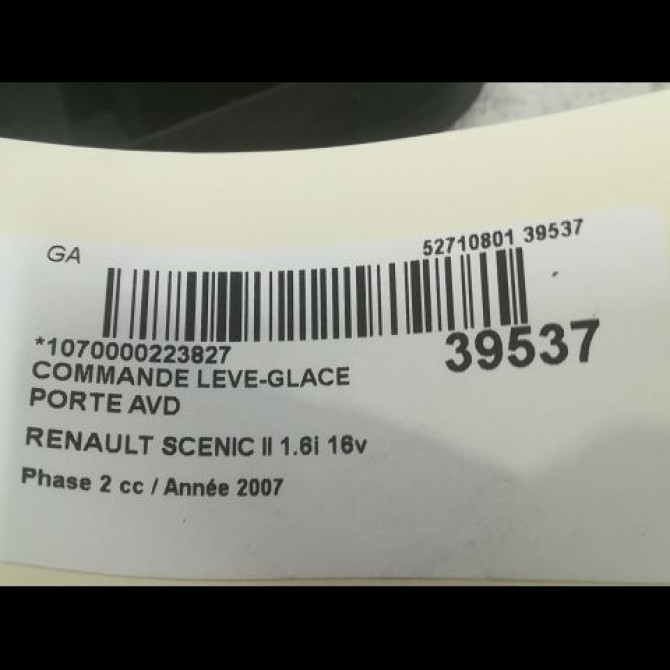 GA
52710801 39537
*1070000223827
39537
COMMANDE LEVE-GLACE
PORTE AVD
RENAULT SCENIC II 1.6i 16v
Phase 2 cc / Année 2007